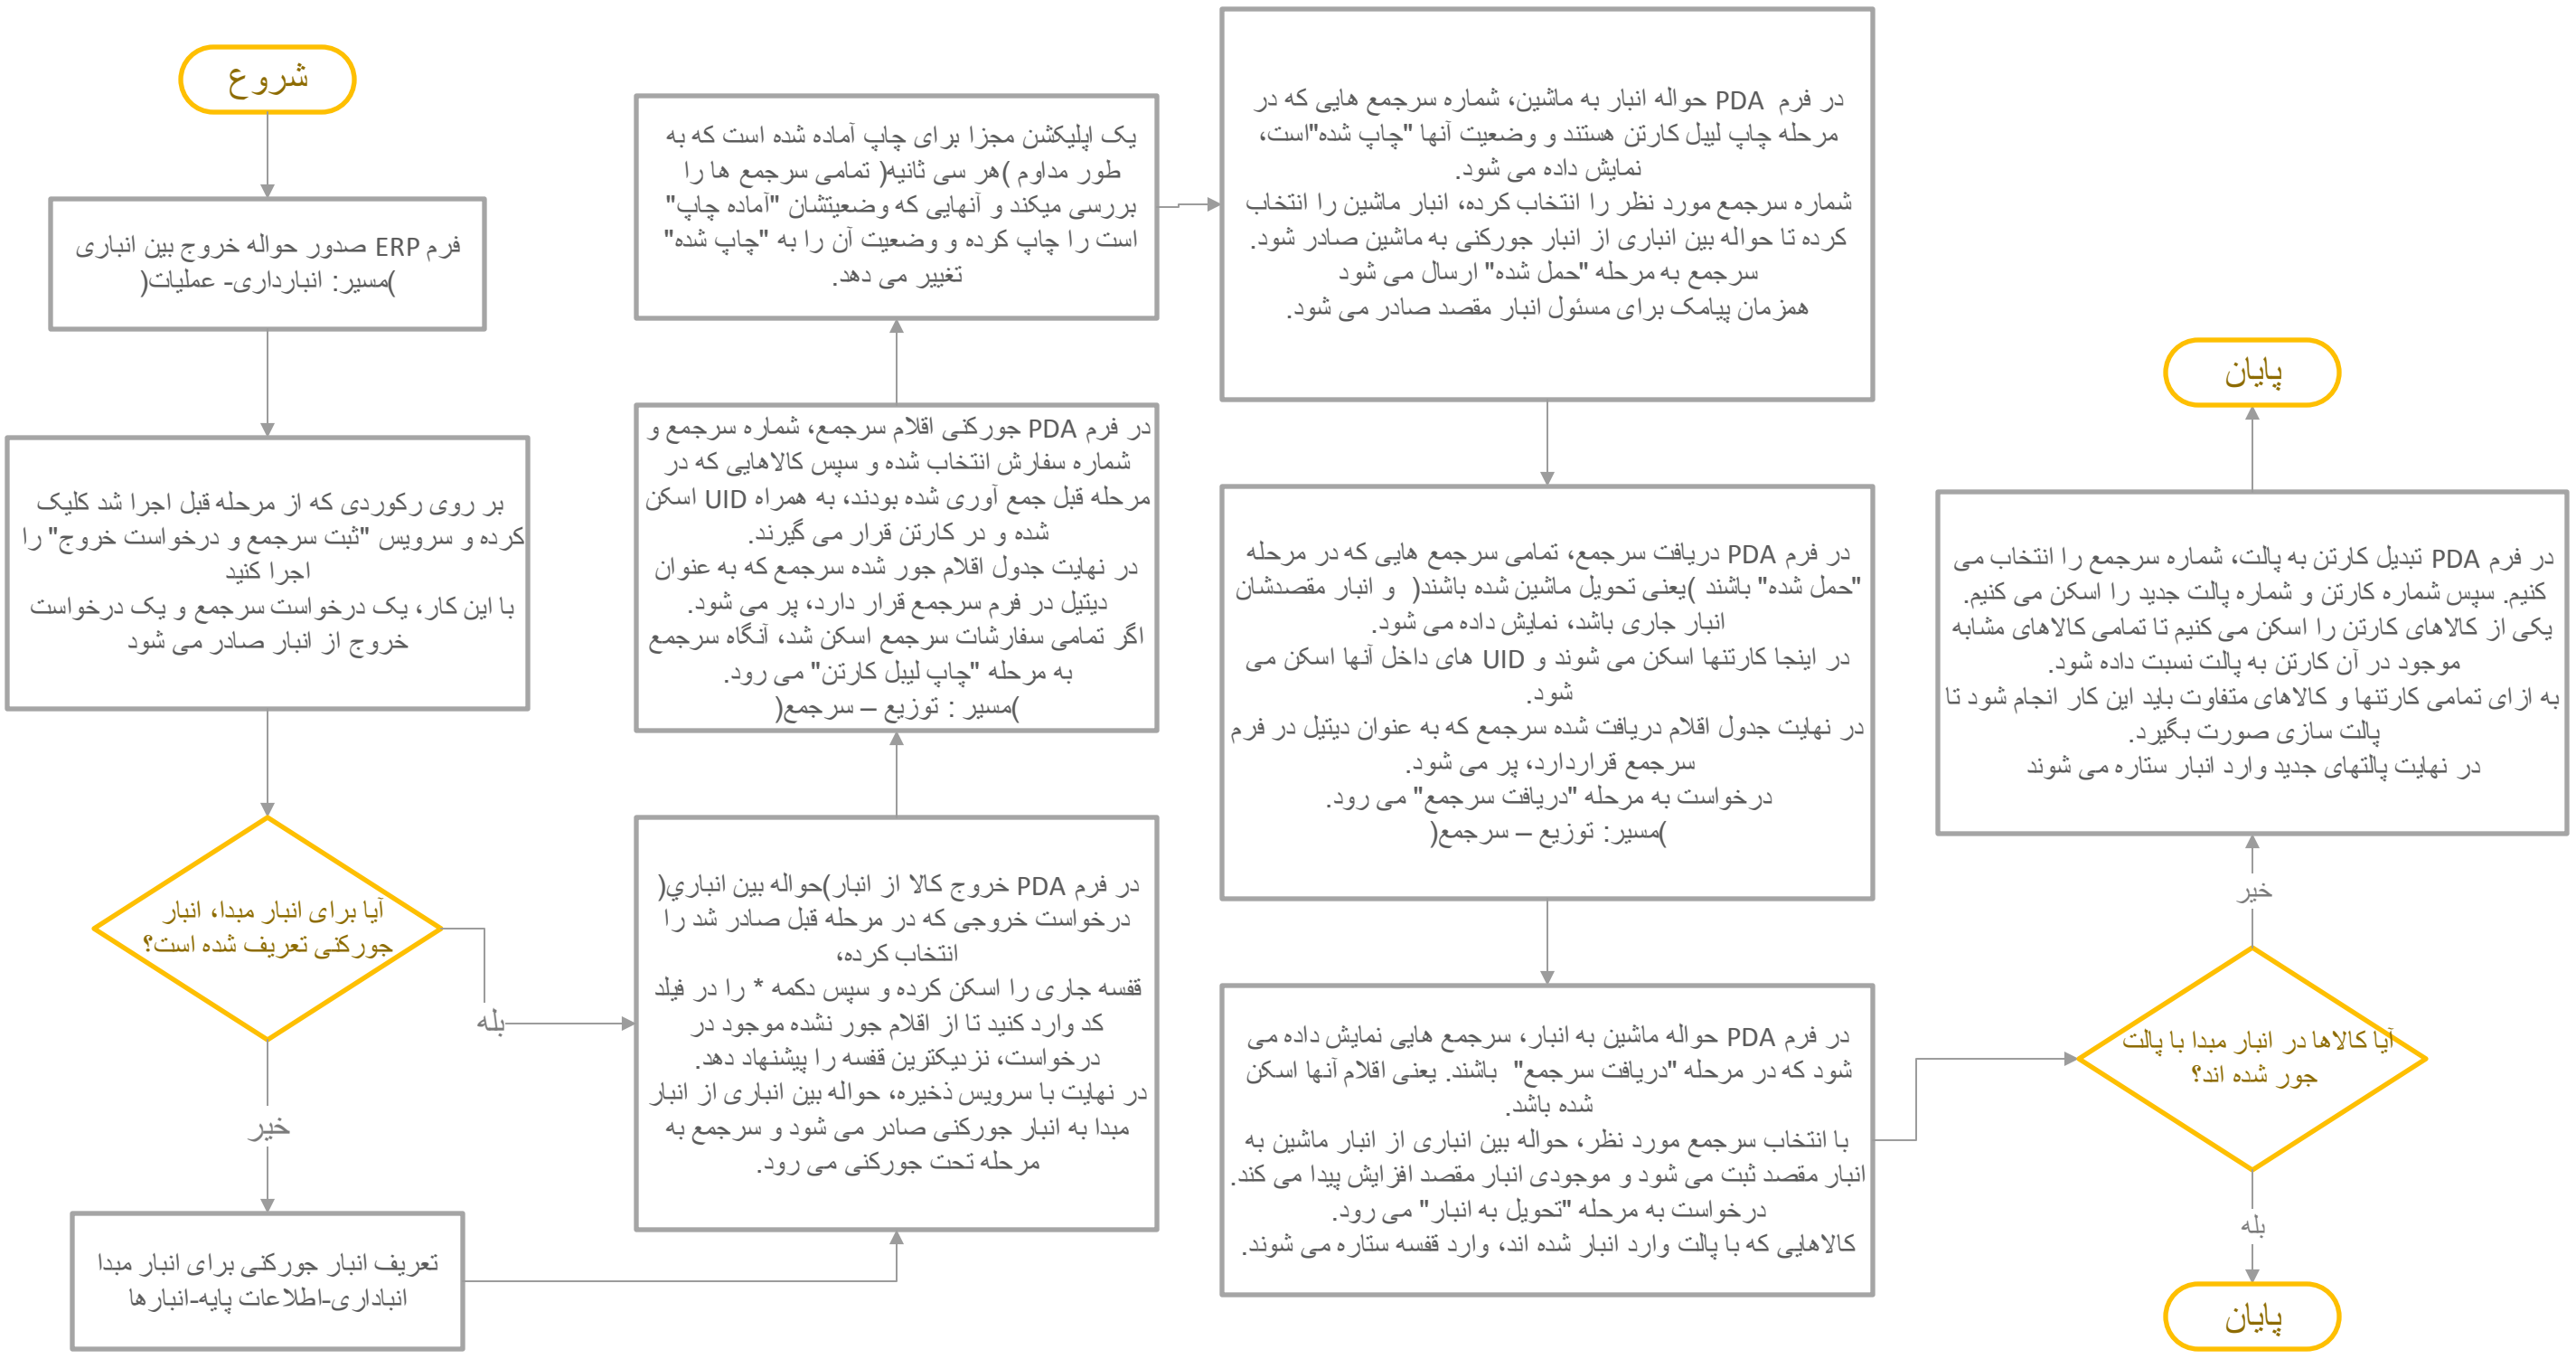 شروع
فرم ERP صدور حواله خروج بین انباری
)مسیر: انبارداری- عملیات(
بر روی رکوردی که از مرحله قبل اجرا شد کلیک
کرده و سرویس "ثبت سرجمع و درخواست خروج" را
اجرا کنید
با این کار، یک درخواست سرجمع و یک درخواست
خروج از انبار صادر می شود
آیا برای انبار مبدا، انبار
جورکنی تعریف شده است؟
بله
خیر
تعریف انبار جورکنی برای انبار مبدا
انباداری-اطلاعات پایه-انبارها
در فرم PDA خروج کالا از انبار)حواله بین انباري(
درخواست خروجی که در مرحله قبل صادر شد را
انتخاب کرده،
قفسه جاری را اسکن کرده و سپس دکمه * را در فیلد
کد وارد کنید تا از اقلام جور نشده موجود در
درخواست، نزدیکترین قفسه را پیشنهاد دهد.
در نهایت با سرویس ذخیره، حواله بین انباری از انبار
مبدا به انبار جورکنی صادر می شود و سرجمع به
مرحله تحت جورکنی می رود.
در فرم PDA جورکنی اقلام سرجمع، شماره سرجمع و
شماره سفارش انتخاب شده و سپس کالاهایی که در
مرحله قبل جمع آوری شده بودند، به همراه UID اسکن
شده و در کارتن قرار می گیرند.
در نهایت جدول اقلام جور شده سرجمع که به عنوان
دیتیل در فرم سرجمع قرار دارد، پر می شود.
اگر تمامی سفارشات سرجمع اسکن شد، آنگاه سرجمع
به مرحله "چاپ لیبل کارتن" می رود.
)مسیر : توزیع – سرجمع(
یک اپلیکشن مجزا برای چاپ آماده شده است که به
طور مداوم )هر سی ثانیه( تمامی سرجمع ها را
بررسی میکند و آنهایی که وضعیتشان "آماده چاپ"
است را چاپ کرده و وضعیت آن را به "چاپ شده"
تغییر می دهد.
در فرم PDA حواله انبار به ماشین، شماره سرجمع هایی که در
مرحله چاپ لیبل کارتن هستند و وضعیت آنها "چاپ شده"است،
نمایش داده می شود.
شماره سرجمع مورد نظر را انتخاب کرده، انبار ماشین را انتخاب
کرده تا حواله بین انباری از انبار جورکنی به ماشین صادر شود.
سرجمع به مرحله "حمل شده" ارسال می شود
همزمان پیامک برای مسئول انبار مقصد صادر می شود.
در فرم PDA دریافت سرجمع، تمامی سرجمع هایی که در مرحله
"حمل شده" باشند )یعنی تحویل ماشین شده باشند( و انبار مقصدشان
انبار جاری باشد، نمایش داده می شود.
در اینجا کارتنها اسکن می شوند و UID های داخل آنها اسکن می
شود.
در نهایت جدول اقلام دریافت شده سرجمع که به عنوان دیتیل در فرم
سرجمع قراردارد، پر می شود.
درخواست به مرحله "دریافت سرجمع" می رود.
)مسیر: توزیع – سرجمع(
در فرم PDA حواله ماشین به انبار، سرجمع هایی نمایش داده می
شود که در مرحله "دریافت سرجمع" باشند. یعنی اقلام آنها اسکن
شده باشد.
با انتخاب سرجمع مورد نظر، حواله بین انباری از انبار ماشین به
انبار مقصد ثبت می شود و موجودی انبار مقصد افزایش پیدا می کند.
درخواست به مرحله "تحویل به انبار" می رود.
کالاهایی که با پالت وارد انبار شده اند، وارد قفسه ستاره می شوند.
آیا کالاها در انبار مبدا با پالت
جور شده اند؟
خیر
بله
در فرم PDA تبدیل کارتن به پالت، شماره سرجمع را انتخاب می
کنیم. سپس شماره کارتن و شماره پالت جدید را اسکن می کنیم.
یکی از کالاهای کارتن را اسکن می کنیم تا تمامی کالاهای مشابه
موجود در آن کارتن به پالت نسبت داده شود.
به ازای تمامی کارتنها و کالاهای متفاوت باید این کار انجام شود تا
پالت سازی صورت بگیرد.
در نهایت پالتهای جدید وارد انبار ستاره می شوند
پایان
پایان